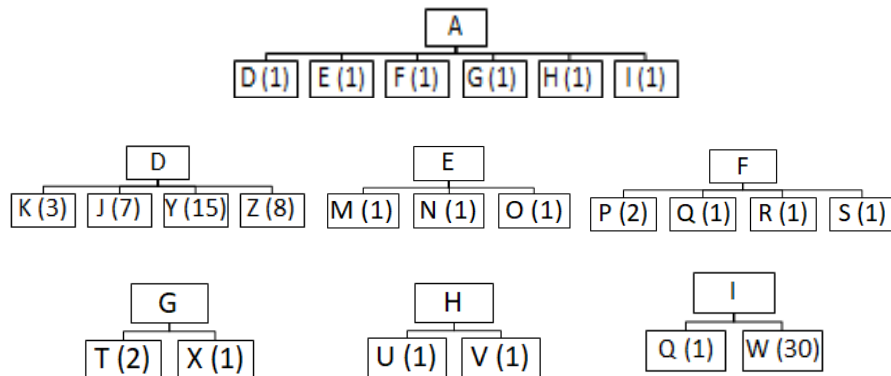 A
D (1) E (1) F (1) G (1) H (1) I (1)
D E F
K (3) J (7) Y (15) Z (8) M (1) N (1) O (1) P (2) Q (1) R (1) S (1)
G H I
T (2) X (1) U (1) V (1) Q (1) W (30)